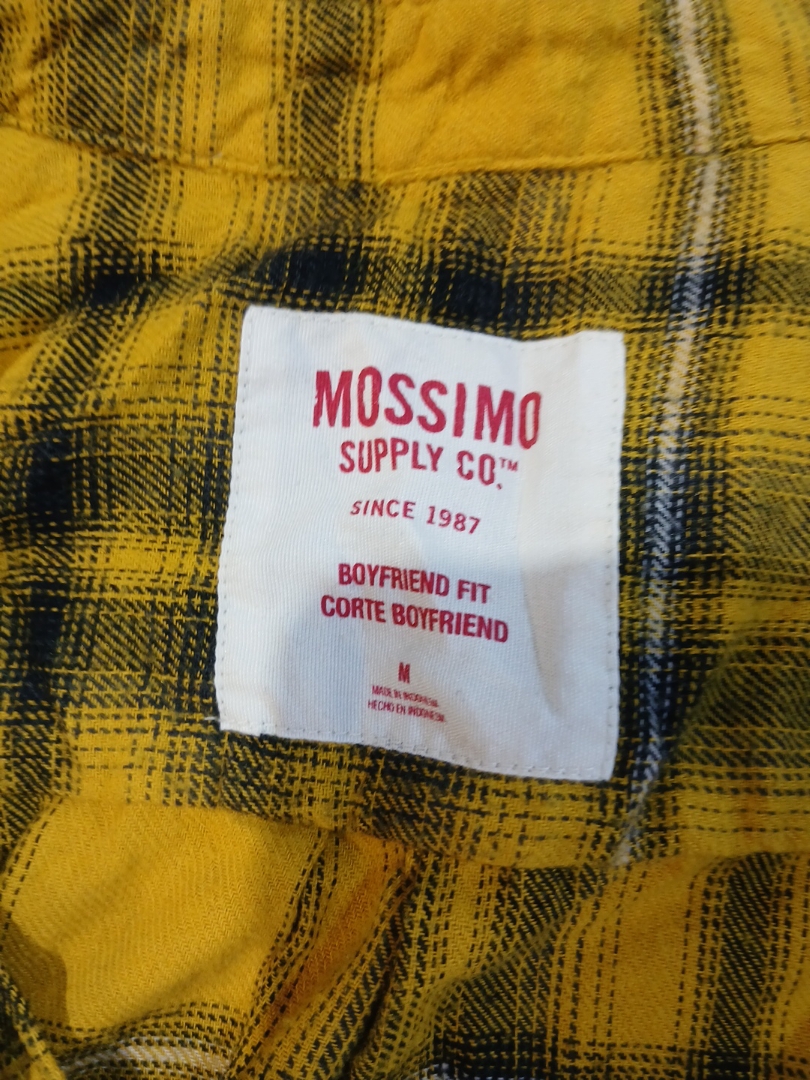 MOSSIMO
SUPPLY CO.™
SINCE 1987
BOYFRIEND FIT
CORTE BOYFRIEND
M
MADE IN INDONESIA
HECHO EN INDONESIA